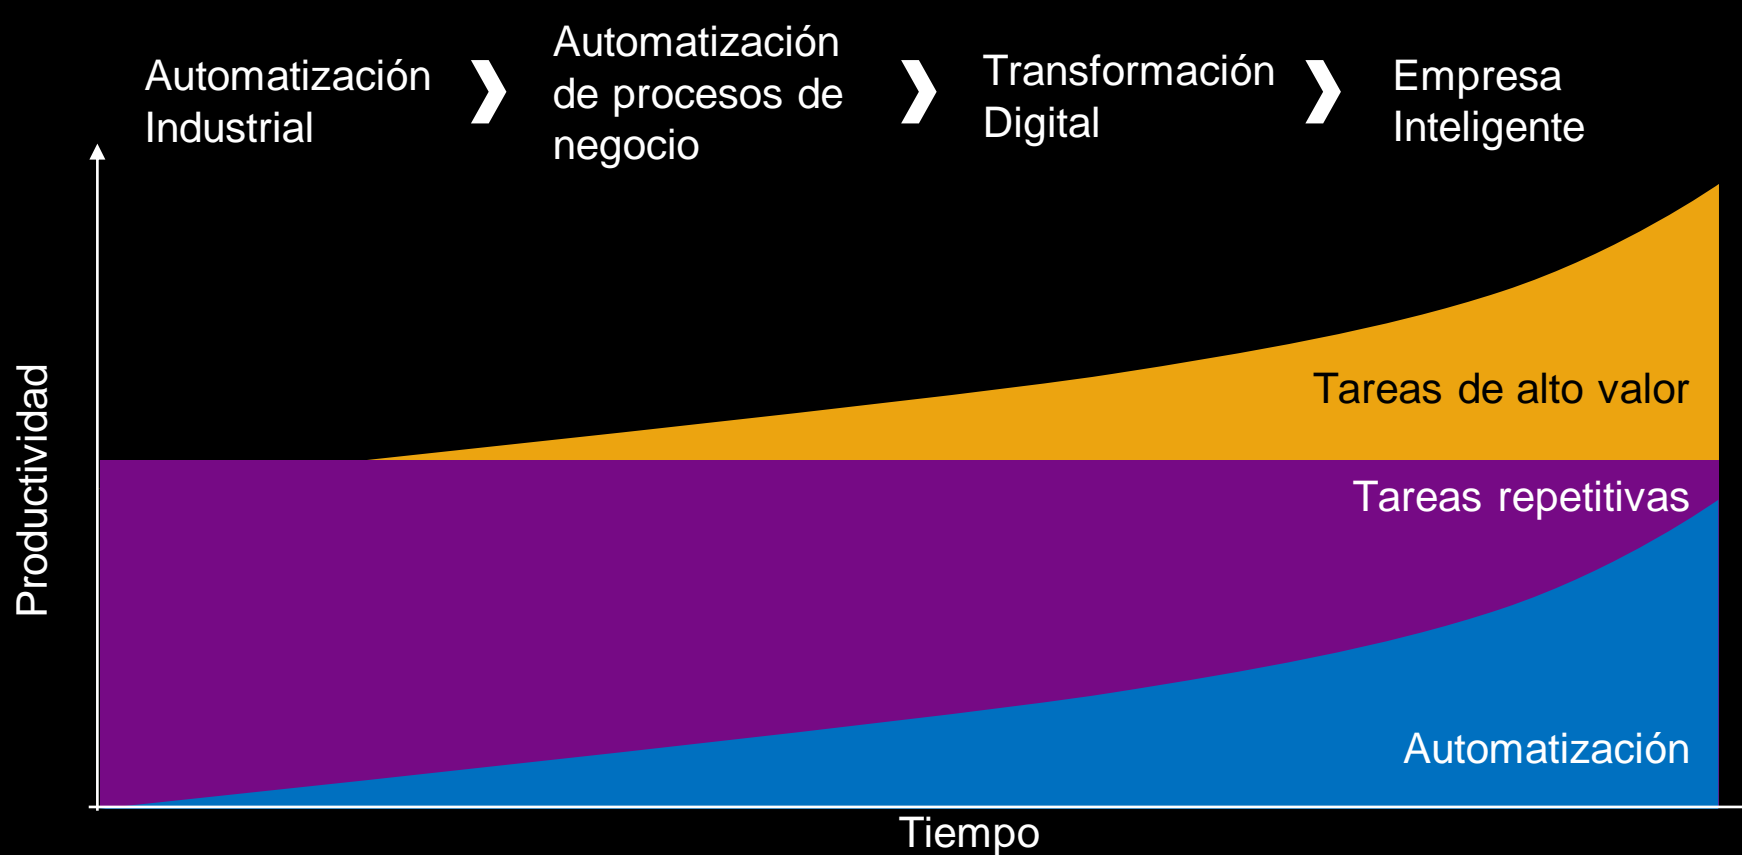 Automatización
Industrial
Automatización
de procesos de
negocio
Transformación
Digital
Empresa
Inteligente
Productividad
Tareas de alto valor
Tareas repetitivas
Automatización
Tiempo